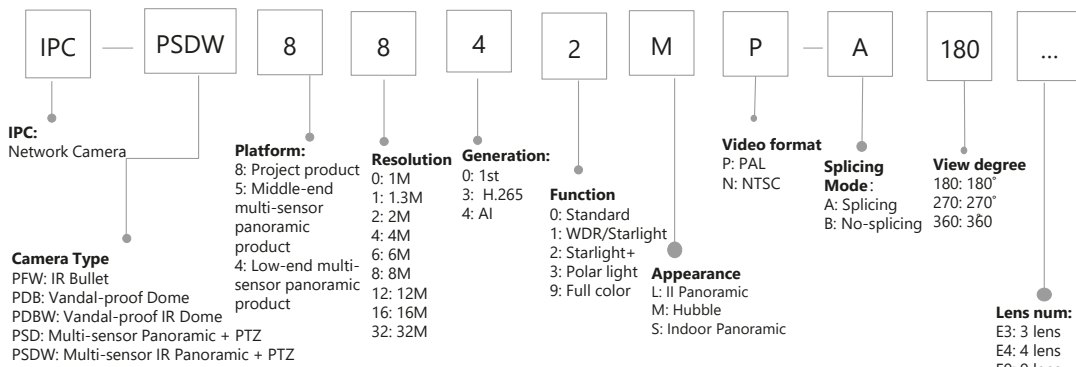 IPC — PSDW 8 8 4 2 M P — A 180 ...
IPC:
Network Camera
Camera Type
PFW: IR Bullet
PDB: Vandal-proof Dome
PDBW: Vandal-proof IR Dome
PSD: Multi-sensor Panoramic + PTZ
PSDW: Multi-sensor IR Panoramic + PTZ
Platform:
8: Project product
5: Middle-end
multi-sensor
panoramic
product
4: Low-end multi-
sensor panoramic
product
Resolution
0: 1M
1: 1.3M
2: 2M
4: 4M
6: 6M
8: 8M
12: 12M
16: 16M
32: 32M
Generation:
0: 1st
3: H.265
4: AI
Function
0: Standard
1: WDR/Starlight
2: Starlight+
3: Polar light
9: Full color
Appearance
L: II Panoramic
M: Hubble
S: Indoor Panoramic
Video format
P: PAL
N: NTSC
Splicing
Mode:
A: Splicing
B: No-splicing
View degree
180: 180°
270: 270°
360: 360°
Lens num:
E3: 3 lens
E4: 4 lens